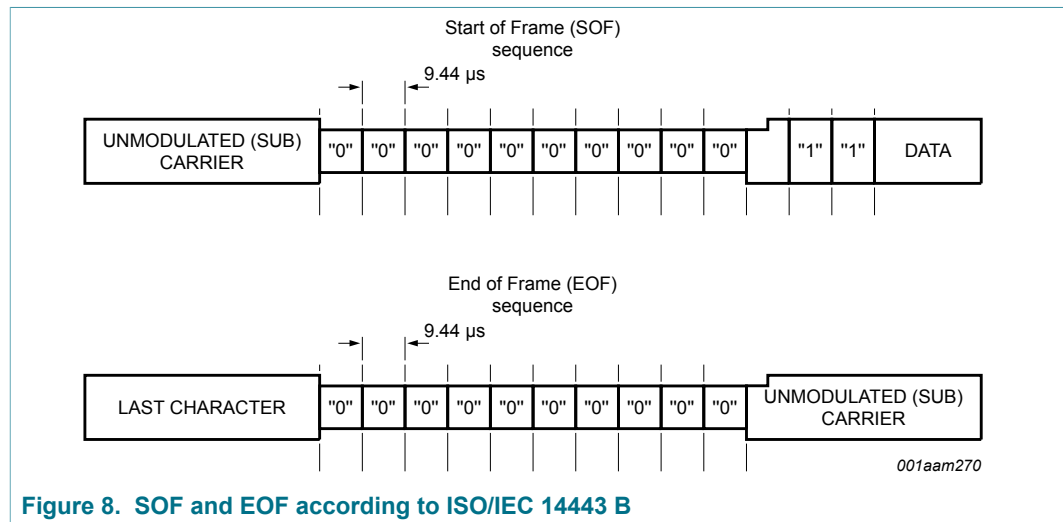 Start of Frame (SOF)
sequence
9.44 µs
UNMODULATED (SUB)
CARRIER
"0" "0" "0" "0" "0" "0" "0" "0" "0" "0" "1" "1" DATA
End of Frame (EOF)
sequence
9.44 µs
LAST CHARACTER "0" "0" "0" "0" "0" "0" "0" "0" "0" "0" UNMODULATED (SUB)
CARRIER
001aam270
Figure 8. SOF and EOF according to ISO/IEC 14443 B